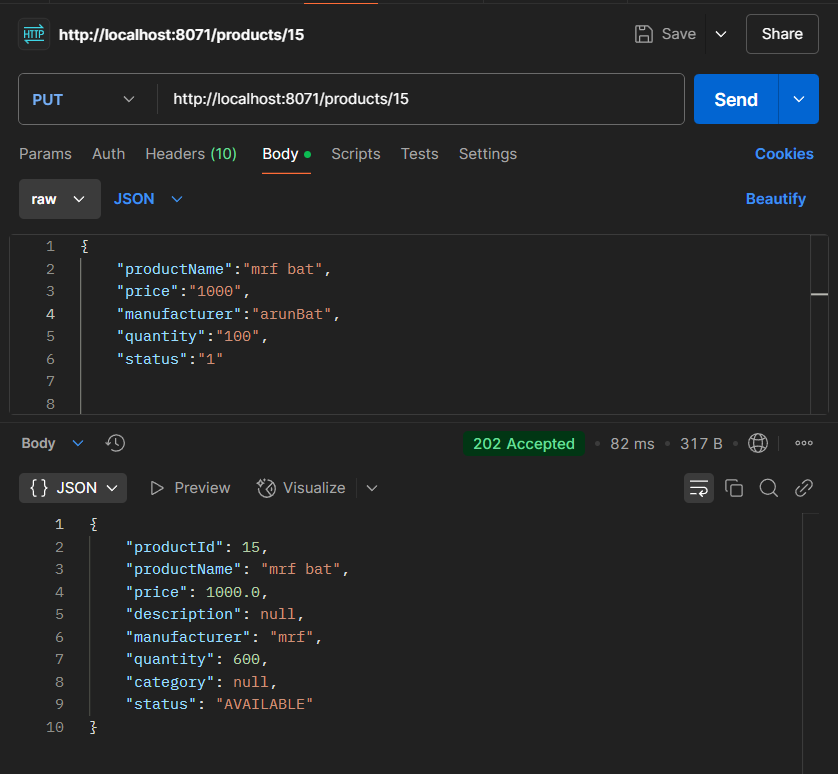 HTTP http://localhost:8071/products/15 Save Share
PUT http://localhost:8071/products/15 Send
Params Auth Headers (10) Body Scripts Tests Settings Cookies
raw JSON Beautify
1 {
2 "productName":"mrf bat",
3 "price":"1000",
4 "manufacturer":"arunBat",
5 "quantity":"100",
6 "status":"1"
7
8
Body 202 Accepted 82 ms 317 B
{} JSON Preview Visualize
1 {
2 "productId": 15,
3 "productName": "mrf bat",
4 "price": 1000.0,
5 "description": null,
6 "manufacturer": "mrf",
7 "quantity": 600,
8 "category": null,
9 "status": "AVAILABLE"
10 }